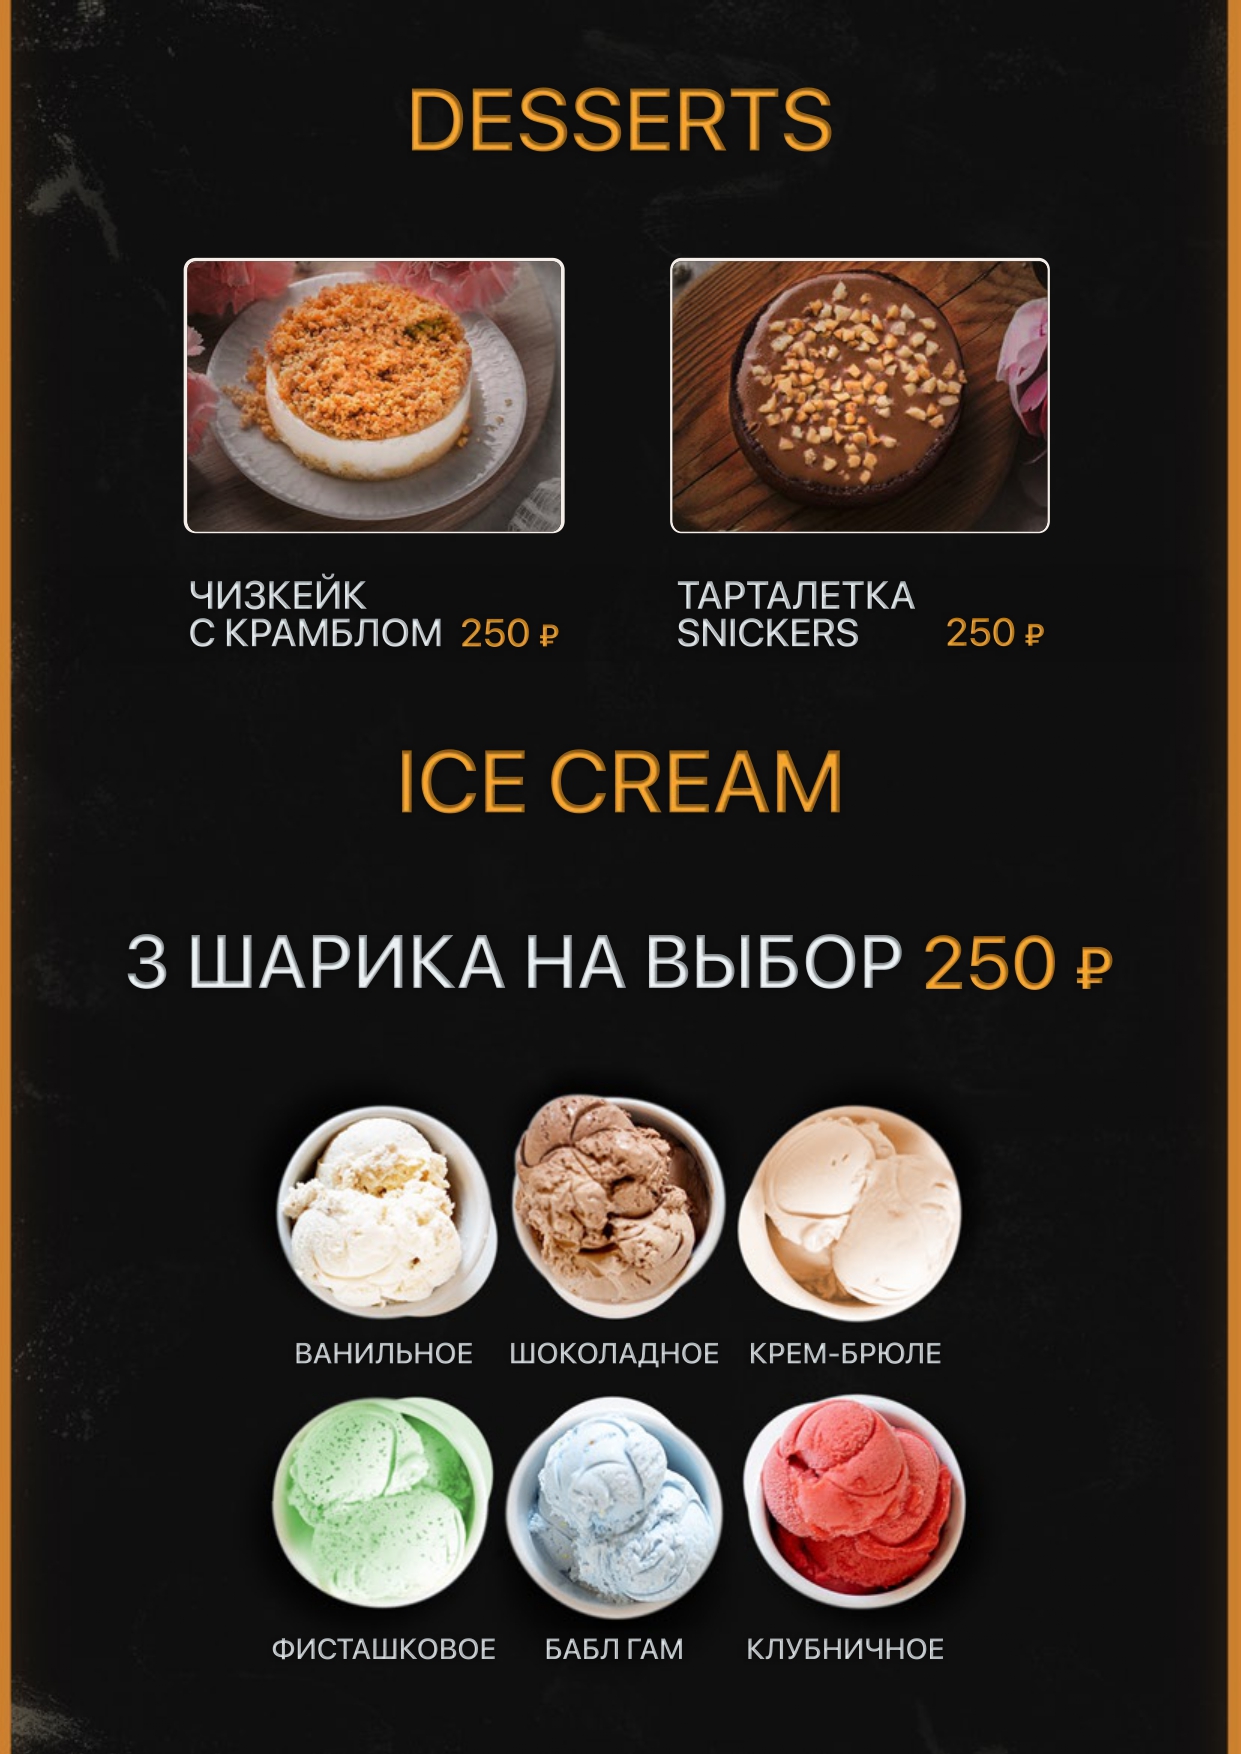 DESSERTS
ЧИЗКЕЙК
С КРАМБЛОМ 250 ₽
ТАРТАЛЕТКА
SNICKERS 250 ₽
ICE CREAM
3 ШАРИКА НА ВЫБОР 250 ₽
ВАНИЛЬНОЕ ШОКОЛАДНОЕ КРЕМ-БРЮЛЕ
ФИСТАШКОВОЕ БАБЛ ГАМ КЛУБНИЧНОЕ